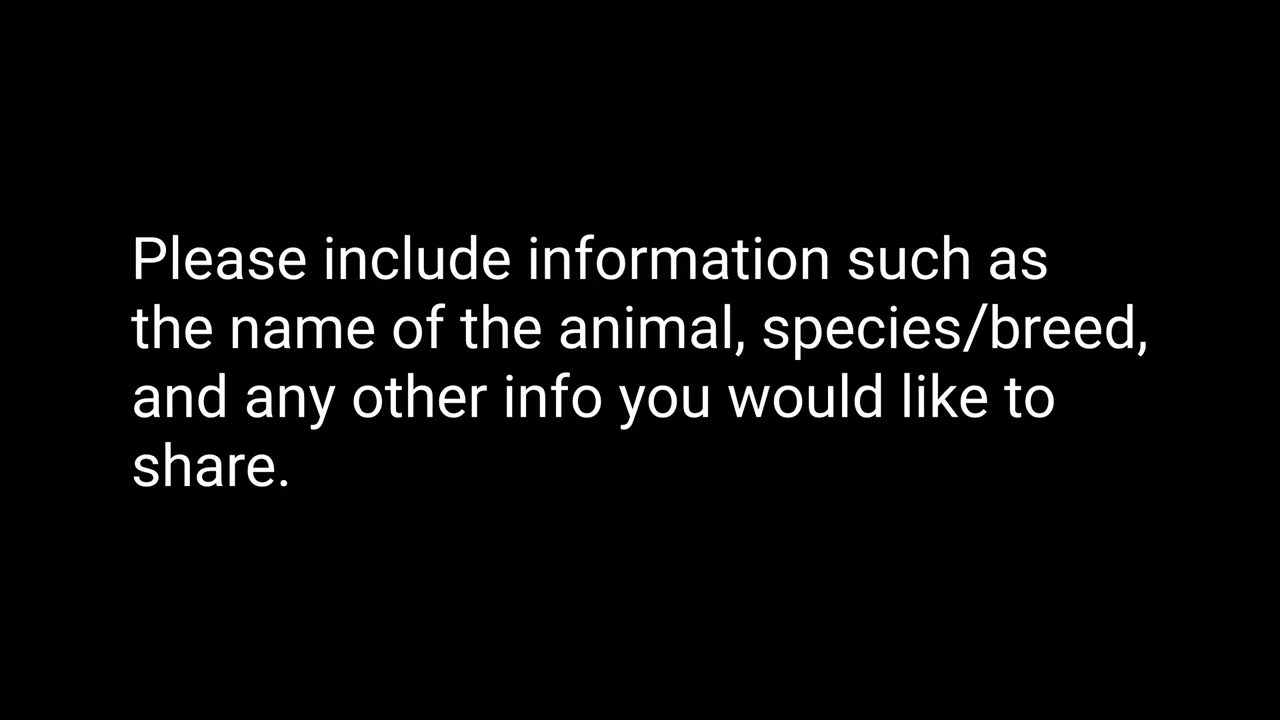 Please include information such as
the name of the animal, species/breed,
and any other info you would like to
share.